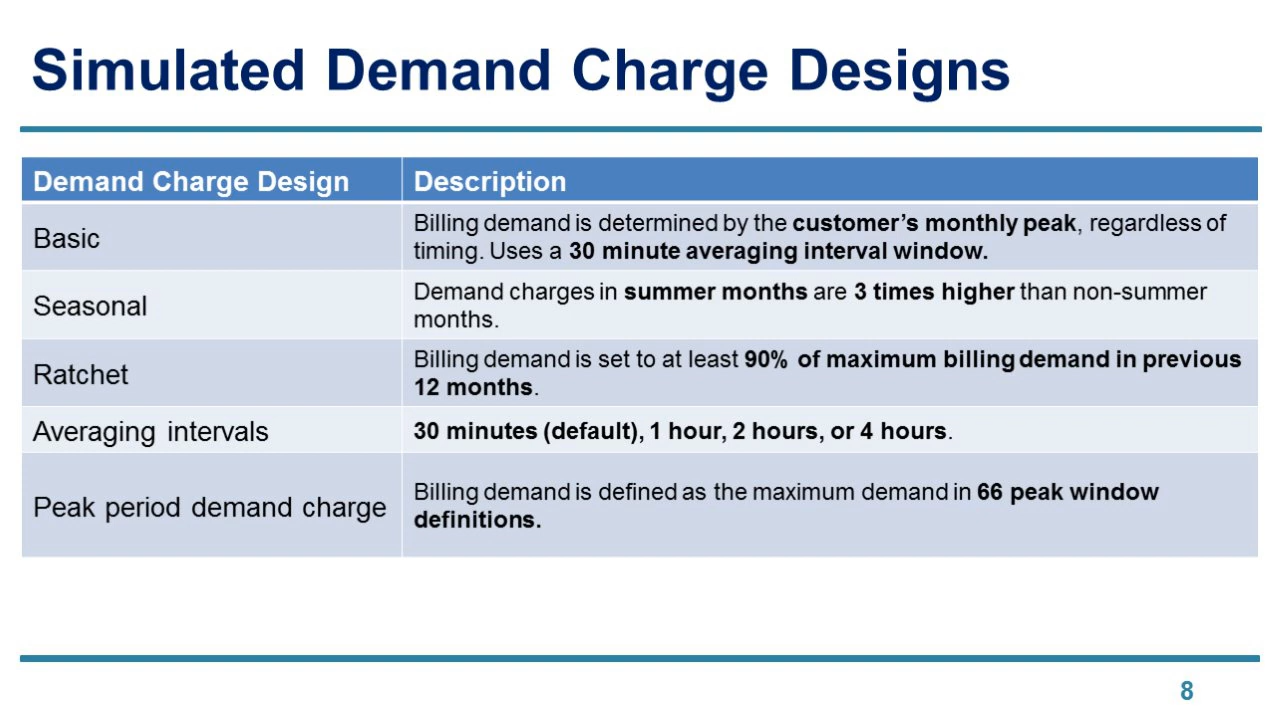 Simulated Demand Charge Designs
Demand Charge Design
Description
Basic
Billing demand is determined by the customer’s monthly peak, regardless of
timing. Uses a 30 minute averaging interval window.
Seasonal
Demand charges in summer months are 3 times higher than non-summer
months.
Ratchet
Billing demand is set to at least 90% of maximum billing demand in previous
12 months.
Averaging intervals
30 minutes (default), 1 hour, 2 hours, or 4 hours.
Peak period demand charge
Billing demand is defined as the maximum demand in 66 peak window
definitions.
8